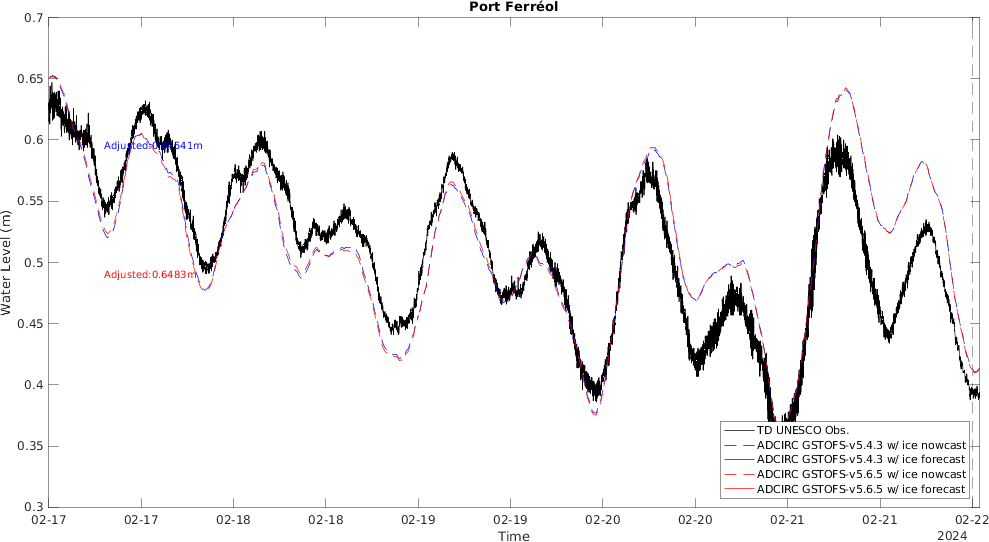 Port Ferréol
0.7
0.65
0.6
0.55
0.5
0.45
0.4
0.35
0.3
Water Level (m)
Adjusted:0.6483m
TD UNESCO Obs.
ADCIRC GSTOFS-v5.4.3 w/ ice nowcast
ADCIRC GSTOFS-v5.4.3 w/ ice forecast
ADCIRC GSTOFS-v5.6.5 w/ ice nowcast
ADCIRC GSTOFS-v5.6.5 w/ ice forecast
02-17 02-17 02-18 02-18 02-19 02-19 02-20 02-20 02-21 02-21 02-22
Time
2024